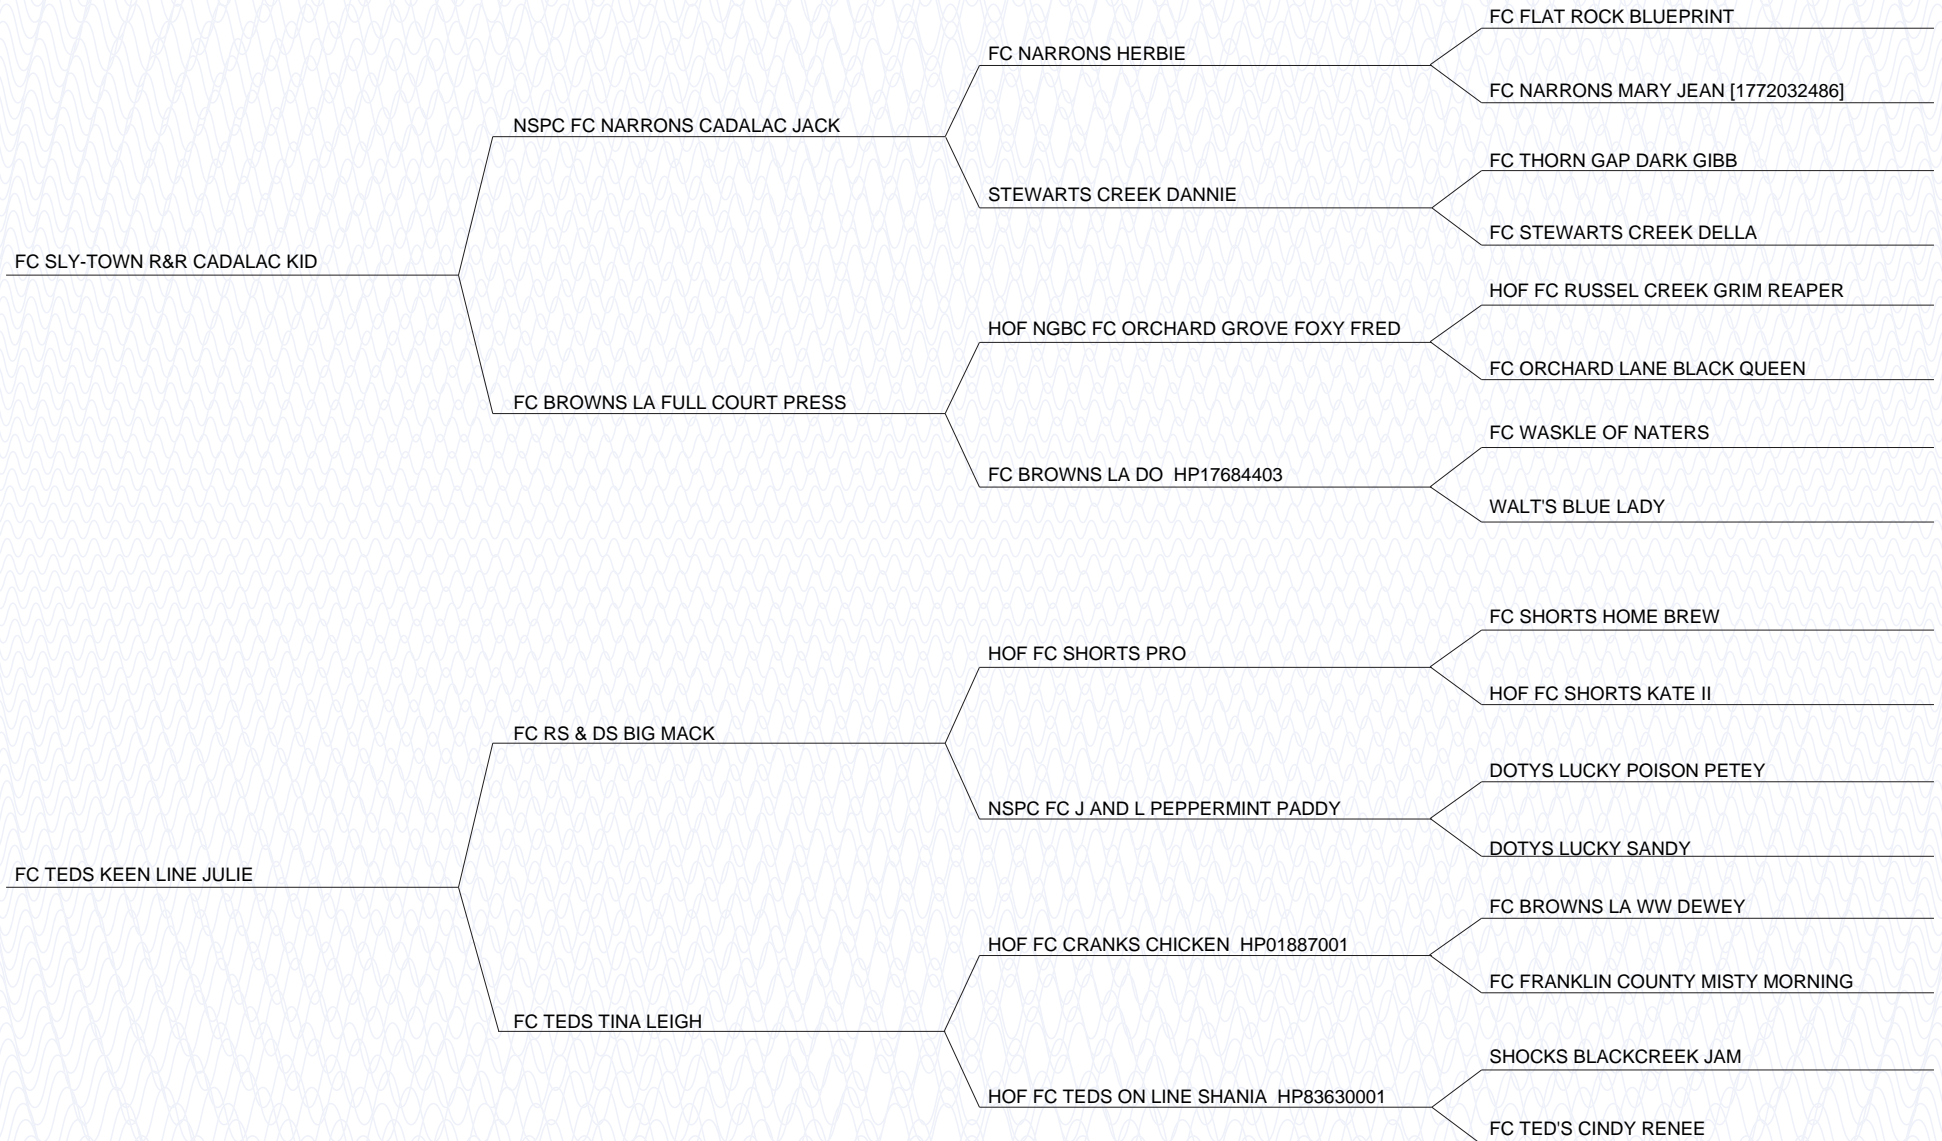 FC FLAT ROCK BLUEPRINT
FC NARRONS HERBIE
FC NARRONS MARY JEAN [1772032486]
NSPC FC NARRONS CADALAC JACK
FC THORN GAP DARK GIBB
STEWARTS CREEK DANNIE
FC STEWARTS CREEK DELLA
FC SLY-TOWN R&R CADALAC KID
HOF FC RUSSEL CREEK GRIM REAPER
HOF NGBC FC ORCHARD GROVE FOXY FRED
FC ORCHARD LANE BLACK QUEEN
FC BROWNS LA FULL COURT PRESS
FC WASKLE OF NATERS
FC BROWNS LA DO  HP17684403
WALT'S BLUE LADY
FC SHORTS HOME BREW
HOF FC SHORTS PRO
HOF FC SHORTS KATE II
FC RS & DS BIG MACK
DOTYS LUCKY POISON PETEY
NSPC FC J AND L PEPPERMINT PADDY
DOTYS LUCKY SANDY
FC TEDS KEEN LINE JULIE
FC BROWNS LA WW DEWEY
HOF FC CRANKS CHICKEN  HP01887001
FC FRANKLIN COUNTY MISTY MORNING
FC TEDS TINA LEIGH
SHOCKS BLACKCREEK JAM
HOF FC TEDS ON LINE SHANIA  HP83630001
FC TED'S CINDY RENEE